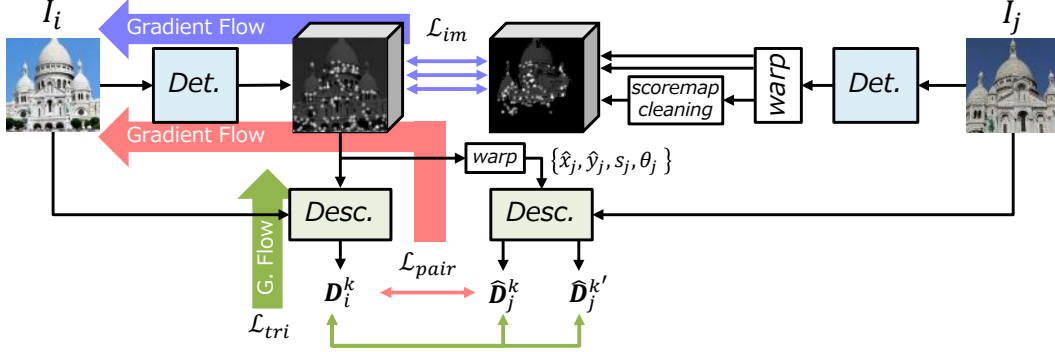 I_i
I_j
Gradient Flow
ℒ_im
Det.
scoremap
cleaning
warp
Det.
Gradient Flow
warp
{x̂_j, ŷ_j, s_j, θ_j }
Desc.
Desc.
G. Flow
ℒ_pair
D_i^k
D̂_j^k
D̂_j^k'
ℒ_tri